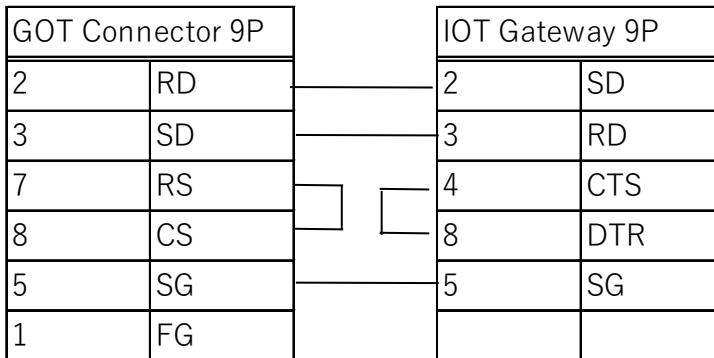 GOT Connector 9P IOT Gateway 9P
2 RD 2 SD
3 SD 3 RD
7 RS 4 CTS
8 CS 8 DTR
5 SG 5 SG
1 FG